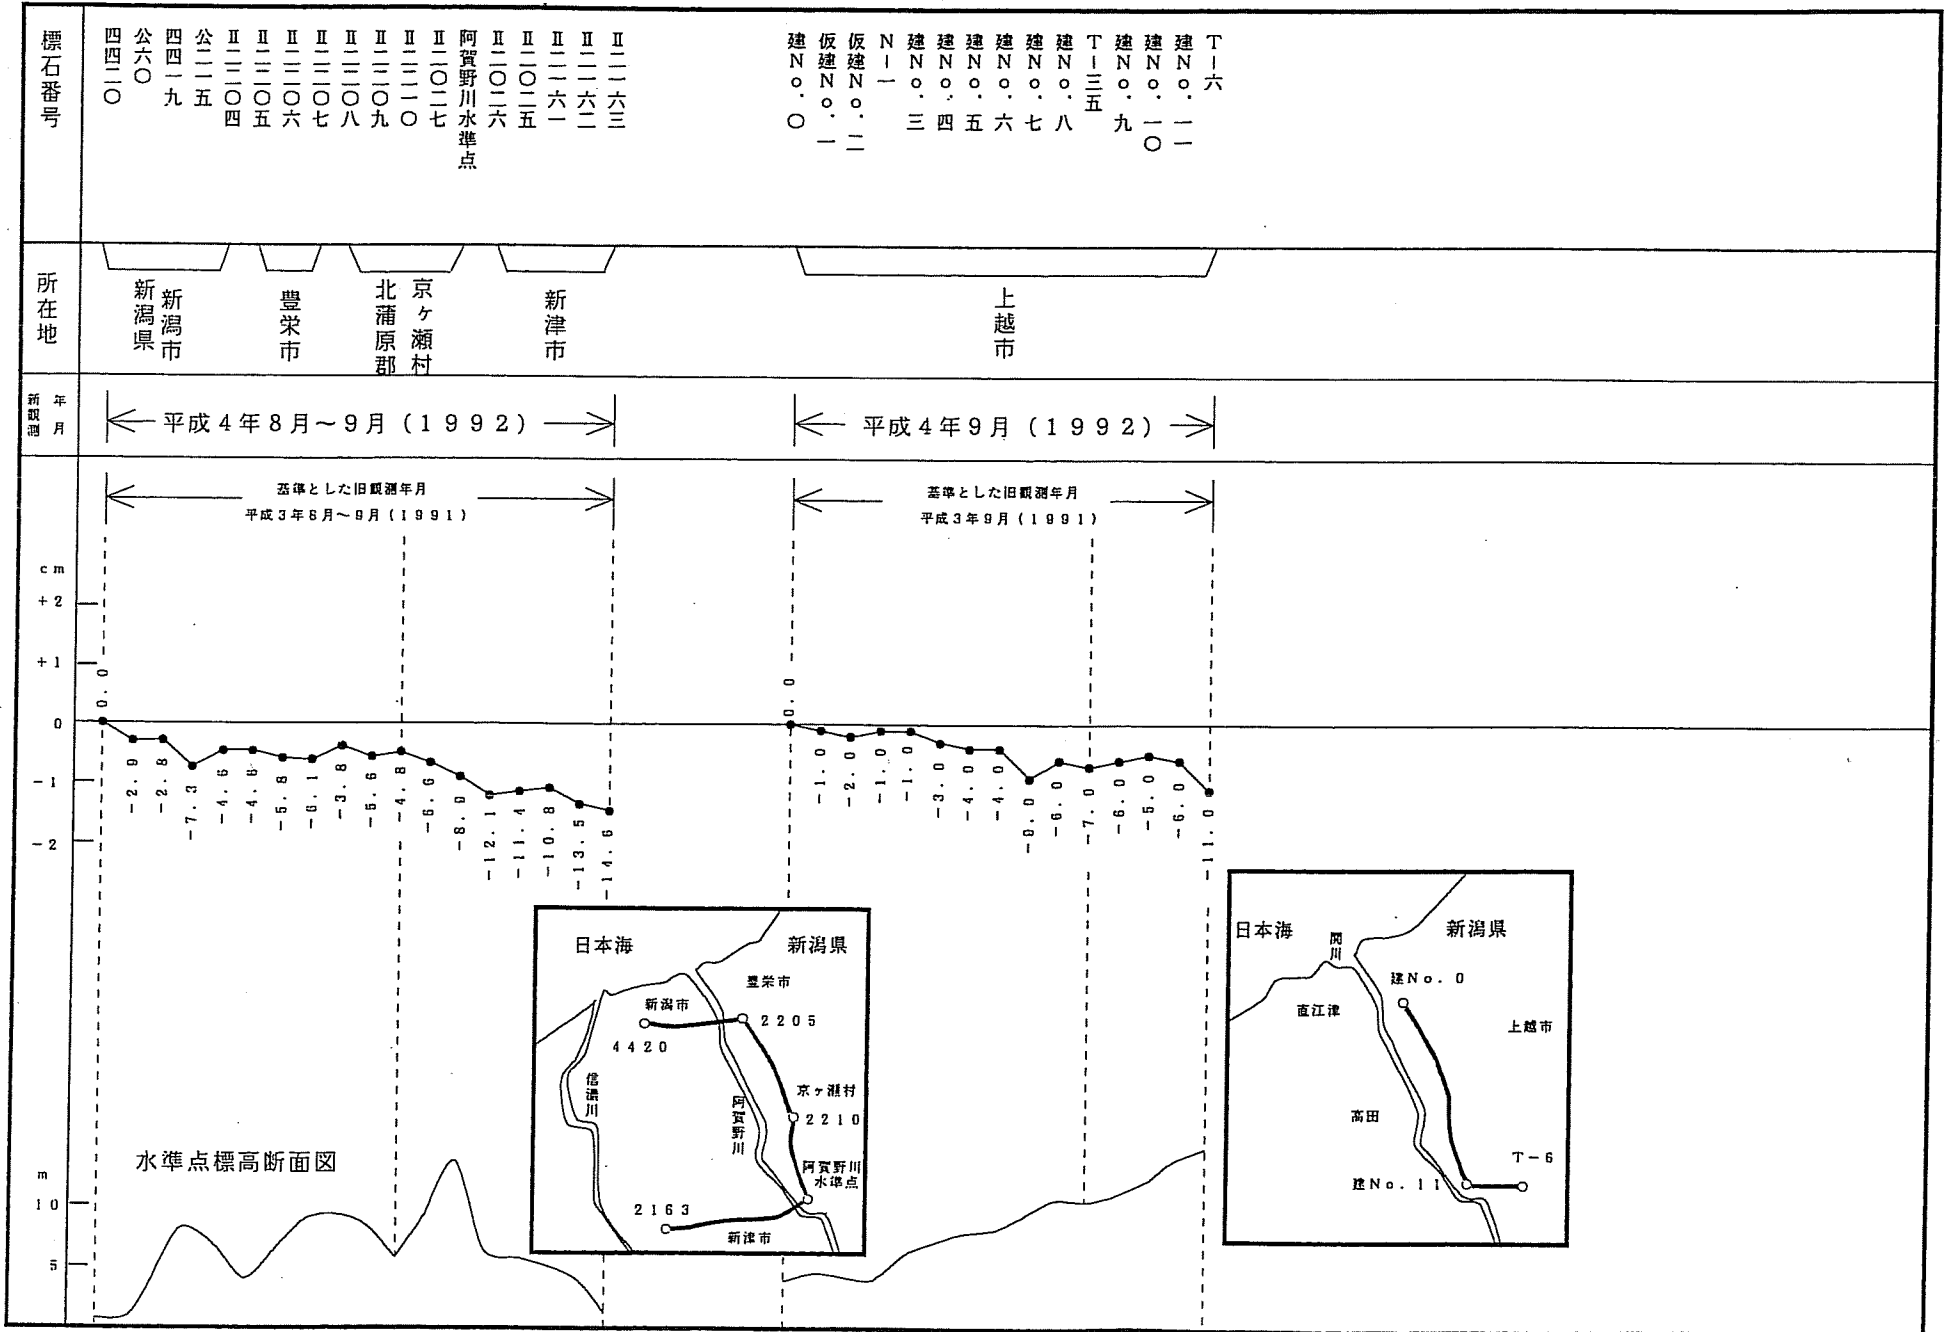 標石番号
四四二〇
公六〇
四四一九
公二一五
Ⅱ二二〇四
Ⅱ二二〇五
Ⅱ二二〇六
Ⅱ二二〇七
Ⅱ二二〇八
Ⅱ二二〇九
Ⅱ二二一〇
Ⅱ二〇二七
阿賀野川水準点
Ⅱ二〇二六
Ⅱ二〇二五
Ⅱ二一六一
Ⅱ二一六二
Ⅱ二一六三
建No.〇
仮建No.一
仮建No.二
N-一
建No.三
建No.四
建No.五
建No.六
建No.七
建No.八
T-三五
建No.九
建No.一〇
建No.一一
T-六
所在地
新潟県
新潟市
豊栄市
北蒲原郡
京ヶ瀬村
新津市
上越市
新観測
年月
平成4年8月～9月(1992)
平成4年9月(1992)
基準とした旧観測年月
平成3年8月～9月(1991)
基準とした旧観測年月
平成3年9月(1991)
cm
+2
+1
0
-1
-2
0.0
-2.9
-2.8
-7.3
-4.6
-4.6
-5.8
-6.1
-3.8
-5.6
-4.8
-6.6
-8.9
-12.1
-11.4
-10.8
-13.5
-14.6
0.0
-1.0
-2.0
-1.0
-1.0
-3.0
-4.0
-4.0
-9.0
-6.0
-7.0
-6.0
-5.0
-6.0
11.0
水準点標高断面図
m
10
5
日本海
新潟県
豊栄市
新潟市
2205
4420
信濃川
阿賀野川
京ヶ瀬村
2210
阿賀野川
水準点
2163
新津市
日本海
関川
新潟県
建No.0
直江津
上越市
高田
T-6
建No.11